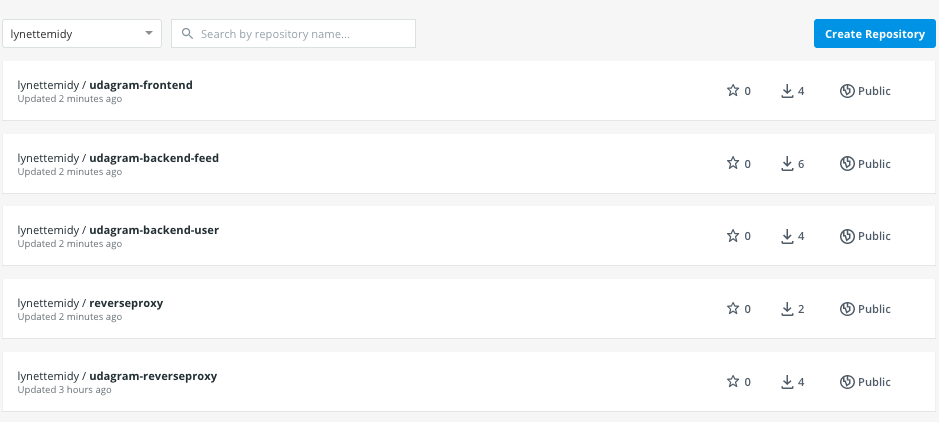 lynettemidy
Search by repository name...
Create Repository
lynettemidy / udagram-frontend
Updated 2 minutes ago
0
4
Public
lynettemidy / udagram-backend-feed
Updated 2 minutes ago
0
6
Public
lynettemidy / udagram-backend-user
Updated 2 minutes ago
0
4
Public
lynettemidy / reverseproxy
Updated 2 minutes ago
0
2
Public
lynettemidy / udagram-reverseproxy
Updated 3 hours ago
0
4
Public